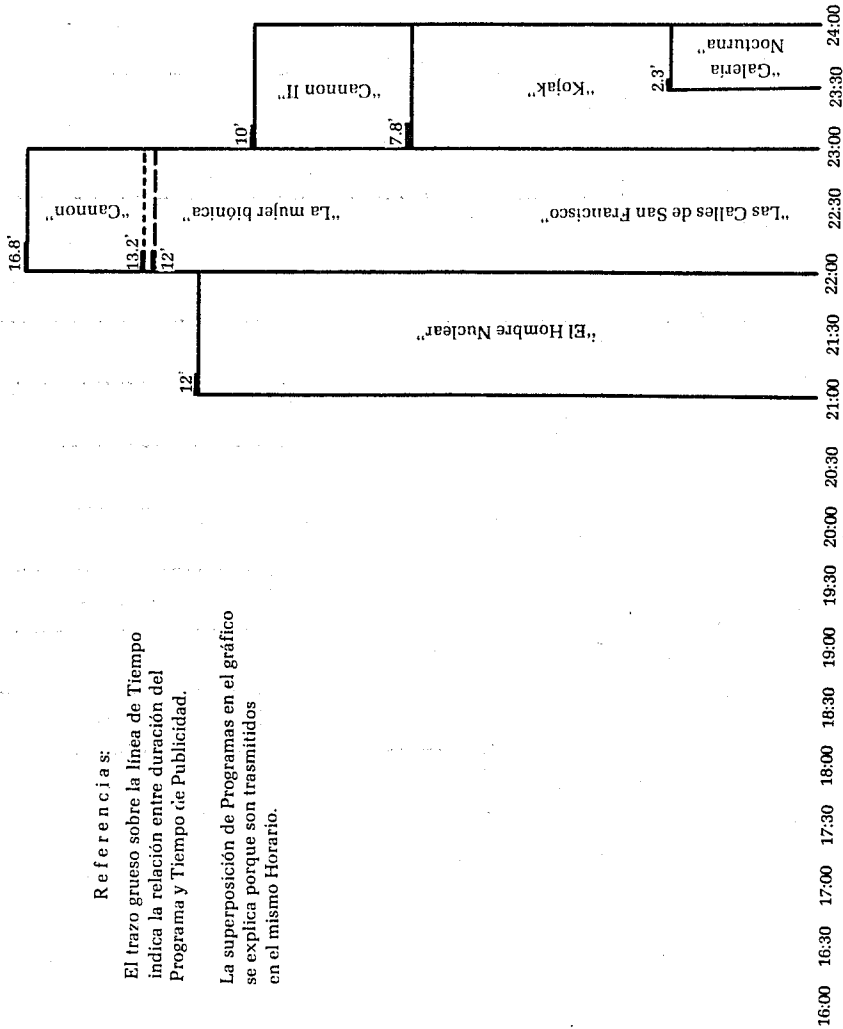 16.8'
"Cannon"
13.2'
12'
"La mujer biónica"
"Las Calles de San Francisco"
10'
"Cannon II"
7.8'
"Kojak"
2.3'
"Galería
Nocturna"
12'
"El Hombre Nuclear"
Referencias:
El trazo grueso sobre la línea de Tiempo
indica la relación entre duración del
Programa y Tiempo de Publicidad.
La superposición de Programas en el gráfico
se explica porque son trasmitidos
en el mismo Horario.
16:00 16:30 17:00 17:30 18:00 18:30 19:00 19:30 20:00 20:30 21:00 21:30 22:00 22:30 23:00 23:30 24:00